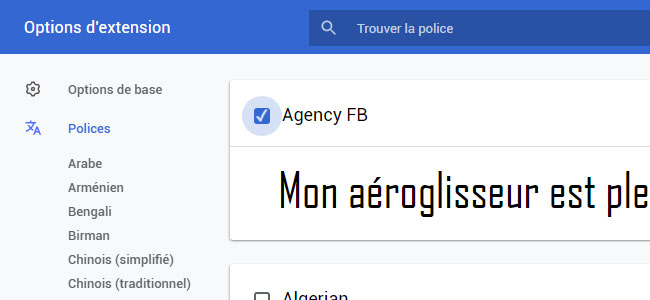 Options d'extension
Trouver la police
Options de base
Polices
Arabe
Arménien
Bengali
Birman
Chinois (simplifié)
Chinois (traditionnel)
Agency FB
Mon aéroglisseur est ple
Algerian